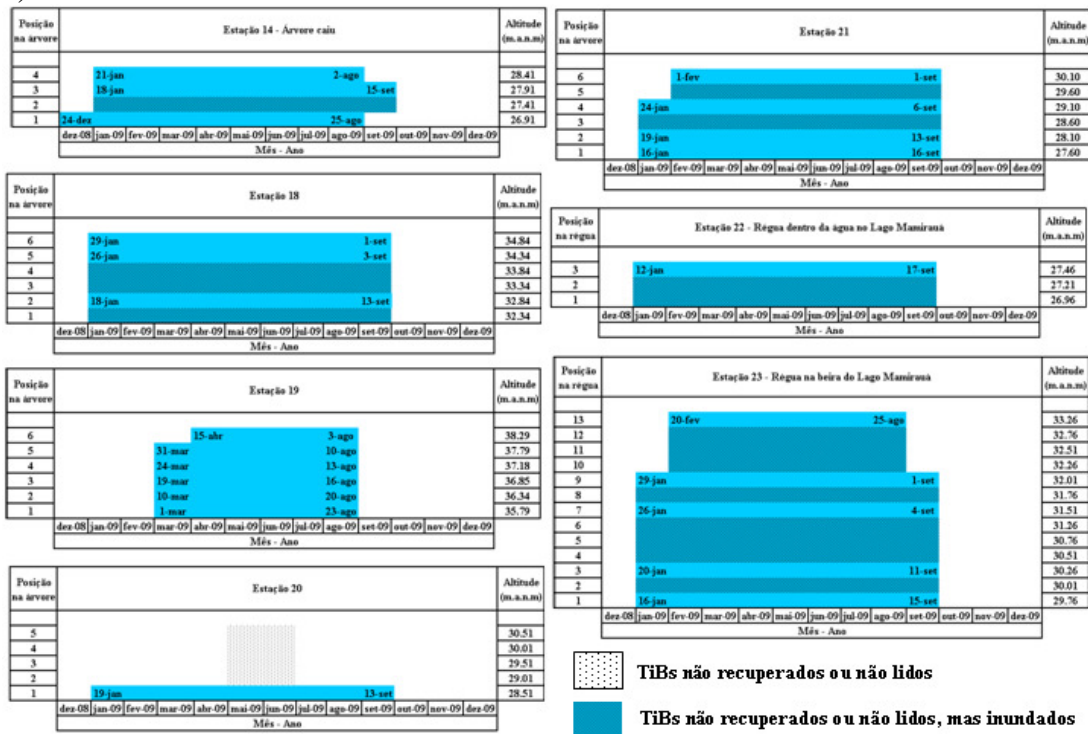 )
Posição na árvore
Estação 14 - Árvore caiu
Altitude (m.a.n.m)
4 21-jan 2-ago 28.41
3 18-jan 15-set 27.91
2 27.41
1 24-dez 25-ago 26.91
dez-08 jan-09 fev-09 mar-09 abr-09 mai-09 jun-09 jul-09 ago-09 set-09 out-09 nov-09 dez-09
Mês - Ano
Posição na árvore
Estação 18
Altitude (m.a.n.m)
6 29-jan 1-set 34.84
5 26-jan 3-set 34.34
4 33.84
3 33.34
2 18-jan 13-set 32.84
1 32.34
dez-08 jan-09 fev-09 mar-09 abr-09 mai-09 jun-09 jul-09 ago-09 set-09 out-09 nov-09 dez-09
Mês - Ano
Posição na árvore
Estação 19
Altitude (m.a.n.m)
6 15-abr 3-ago 38.29
5 31-mar 10-ago 37.79
4 24-mar 13-ago 37.18
3 19-mar 16-ago 36.85
2 10-mar 20-ago 36.34
1 1-mar 23-ago 35.79
dez-08 jan-09 fev-09 mar-09 abr-09 mai-09 jun-09 jul-09 ago-09 set-09 out-09 nov-09 dez-09
Mês - Ano
Posição na árvore
Estação 20
Altitude (m.a.n.m)
5 30.51
4 30.01
3 29.51
2 29.01
1 19-jan 13-set 28.51
dez-08 jan-09 fev-09 mar-09 abr-09 mai-09 jun-09 jul-09 ago-09 set-09 out-09 nov-09 dez-09
Mês - Ano
Posição na árvore
Estação 21
Altitude (m.a.n.m)
6 1-fev 1-set 30.10
5 29.60
4 24-jan 6-set 29.10
3 28.60
2 19-jan 13-set 28.10
1 16-jan 16-set 27.60
dez-08 jan-09 fev-09 mar-09 abr-09 mai-09 jun-09 jul-09 ago-09 set-09 out-09 nov-09 dez-09
Mês - Ano
Posição na régua
Estação 22 - Régua dentro da água no Lago Mamirauá
Altitude (m.a.n.m)
3 12-jan 17-set 27.46
2 27.21
1 26.96
dez-08 jan-09 fev-09 mar-09 abr-09 mai-09 jun-09 jul-09 ago-09 set-09 out-09 nov-09 dez-09
Mês - Ano
Posição na régua
Estação 23 - Régua na beira do Lago Mamirauá
Altitude (m.a.n.m)
13 20-fev 25-ago 33.26
12 32.76
11 32.51
10 32.26
9 29-jan 1-set 32.01
8 31.76
7 26-jan 4-set 31.51
6 31.26
5 30.76
4 30.51
3 20-jan 11-set 30.26
2 30.01
1 16-jan 15-set 29.76
dez-08 jan-09 fev-09 mar-09 abr-09 mai-09 jun-09 jul-09 ago-09 set-09 out-09 nov-09 dez-09
Mês - Ano
TiBs não recuperados ou não lidos
TiBs não recuperados ou não lidos, mas inundados